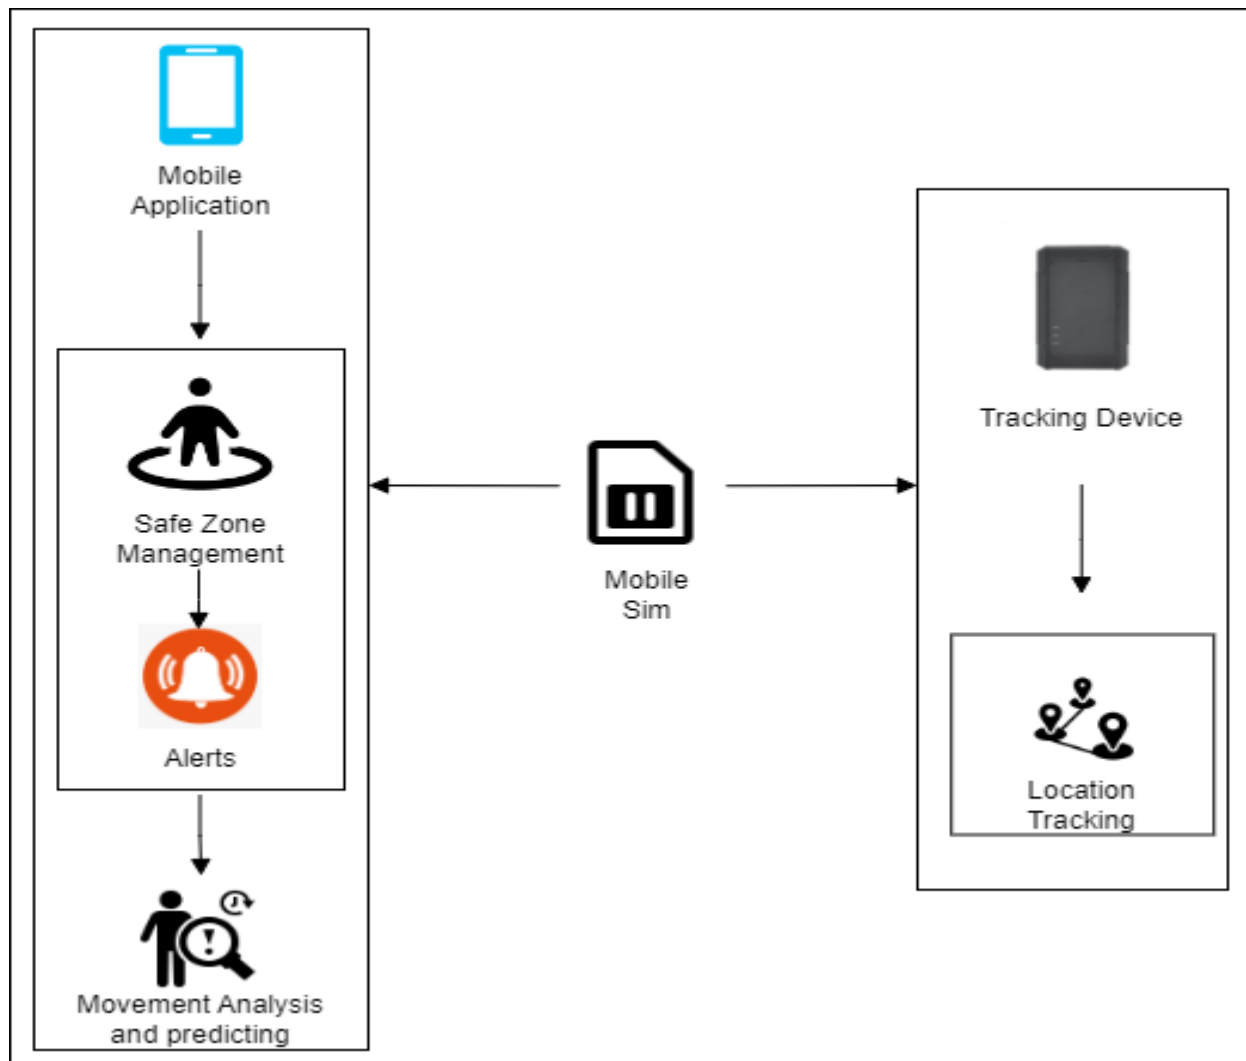 Mobile
Application
Safe Zone
Management
Alerts
Movement Analysis
and predicting
Mobile
Sim
Tracking Device
Location
Tracking